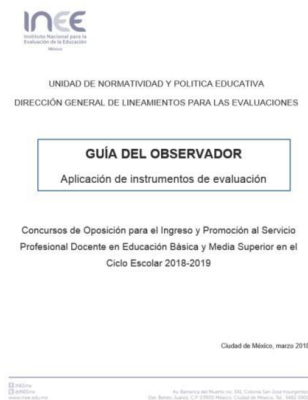 INEE
Instituto Nacional para la
Evaluación de la Educación
México
UNIDAD DE NORMATIVIDAD Y POLITICA EDUCATIVA
DIRECCIÓN GENERAL DE LINEAMIENTOS PARA LAS EVALUACIONES
GUÍA DEL OBSERVADOR
Aplicación de instrumentos de evaluación
Concursos de Oposición para el Ingreso y Promoción al Servicio
Profesional Docente en Educación Básica y Media Superior en el
Ciclo Escolar 2018-2019
Ciudad de México, marzo 2018